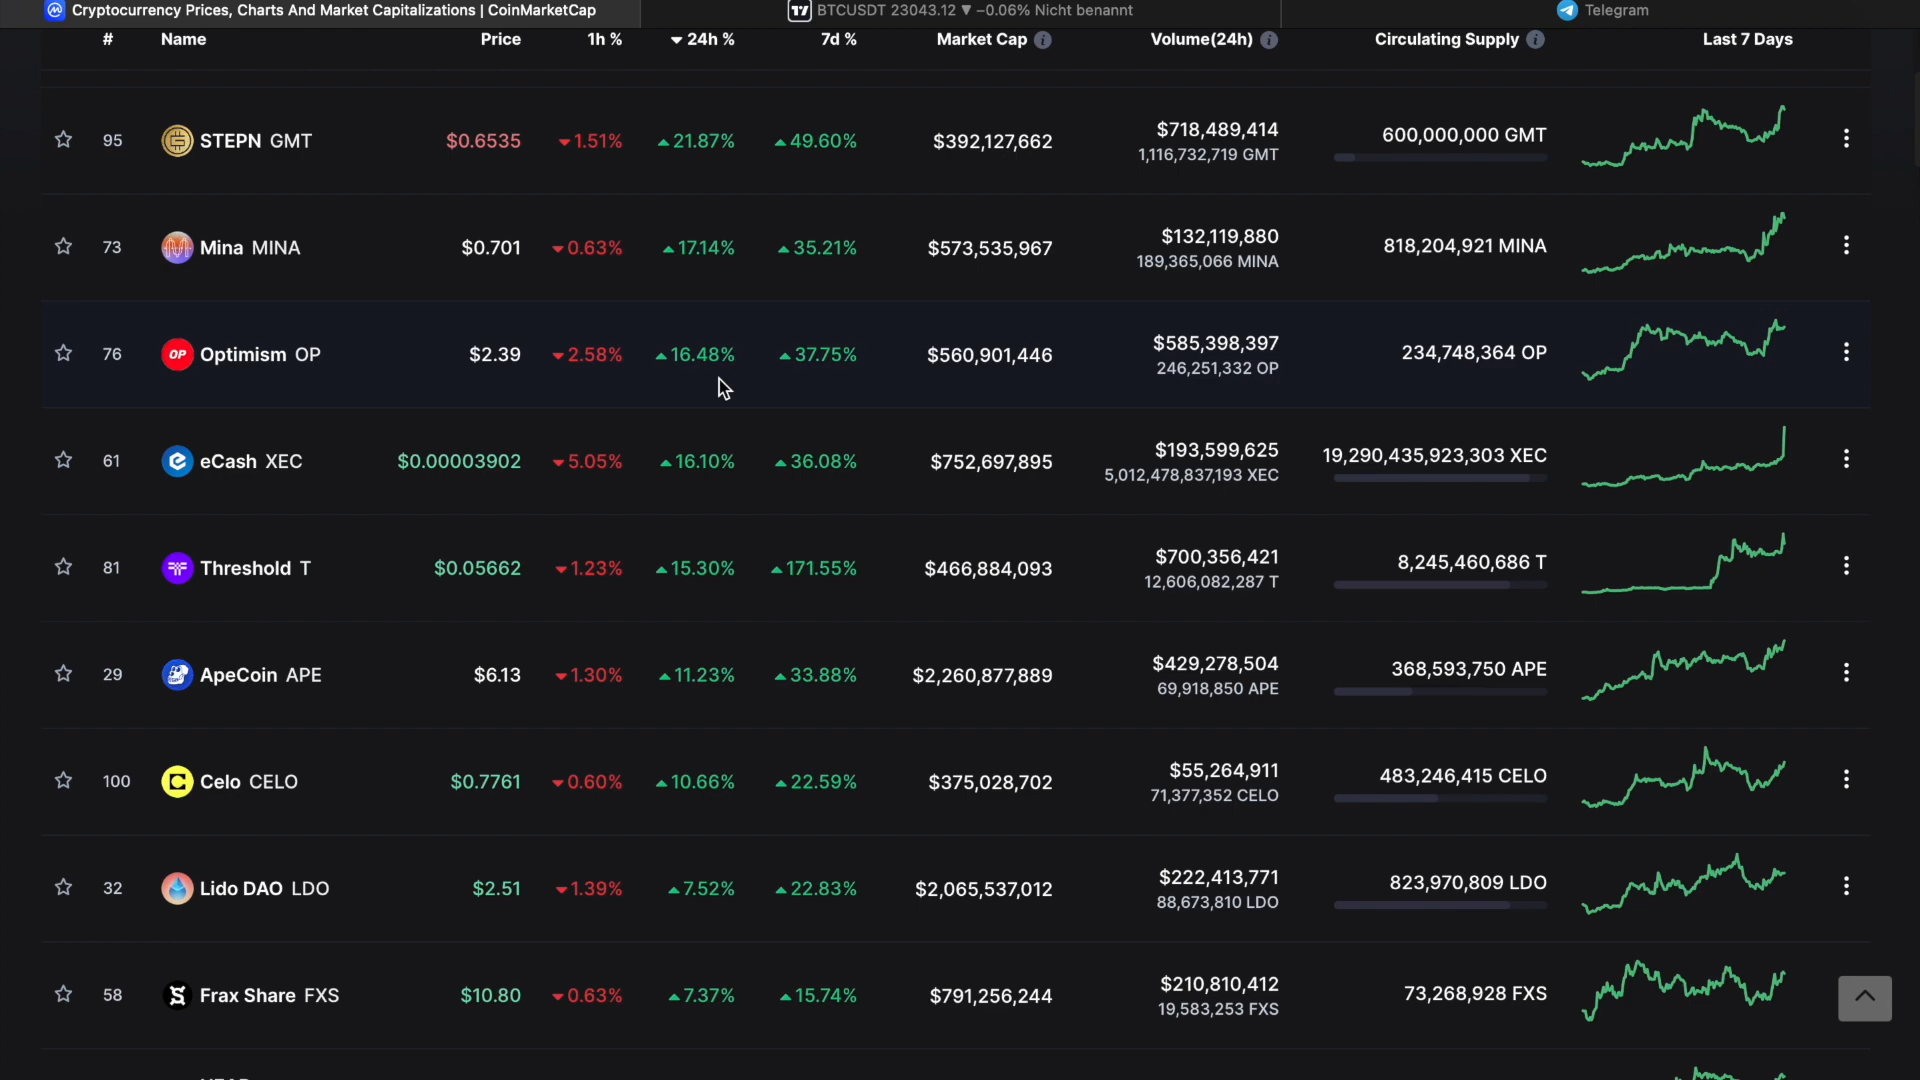 Cryptocurrency Prices, Charts And Market Capitalizations | CoinMarketCap
BTCUSDT 23043.12 ▼ −0.06% Nicht benannt
Telegram
# Name Price 1h % 24h % 7d % Market Cap Volume(24h) Circulating Supply Last 7 Days
95 STEPN GMT $0.6535 1.51% 21.87% 49.60% $392,127,662 $718,489,414 600,000,000 GMT
1,116,732,719 GMT
73 Mina MINA $0.701 0.63% 17.14% 35.21% $573,535,967 $132,119,880 818,204,921 MINA
189,365,066 MINA
76 OP Optimism OP $2.39 2.58% 16.48% 37.75% $560,901,446 $585,398,397 234,748,364 OP
246,251,332 OP
61 eCash XEC $0.00003902 5.05% 16.10% 36.08% $752,697,895 $193,599,625 19,290,435,923,303 XEC
5,012,478,837,193 XEC
81 Threshold T $0.05662 1.23% 15.30% 171.55% $466,884,093 $700,356,421 8,245,460,686 T
12,606,082,287 T
29 ApeCoin APE $6.13 1.30% 11.23% 33.88% $2,260,877,889 $429,278,504 368,593,750 APE
69,918,850 APE
100 Celo CELO $0.7761 0.60% 10.66% 22.59% $375,028,702 $55,264,911 483,246,415 CELO
71,377,352 CELO
32 Lido DAO LDO $2.51 1.39% 7.52% 22.83% $2,065,537,012 $222,413,771 823,970,809 LDO
88,673,810 LDO
58 Frax Share FXS $10.80 0.63% 7.37% 15.74% $791,256,244 $210,810,412 73,268,928 FXS
19,583,253 FXS